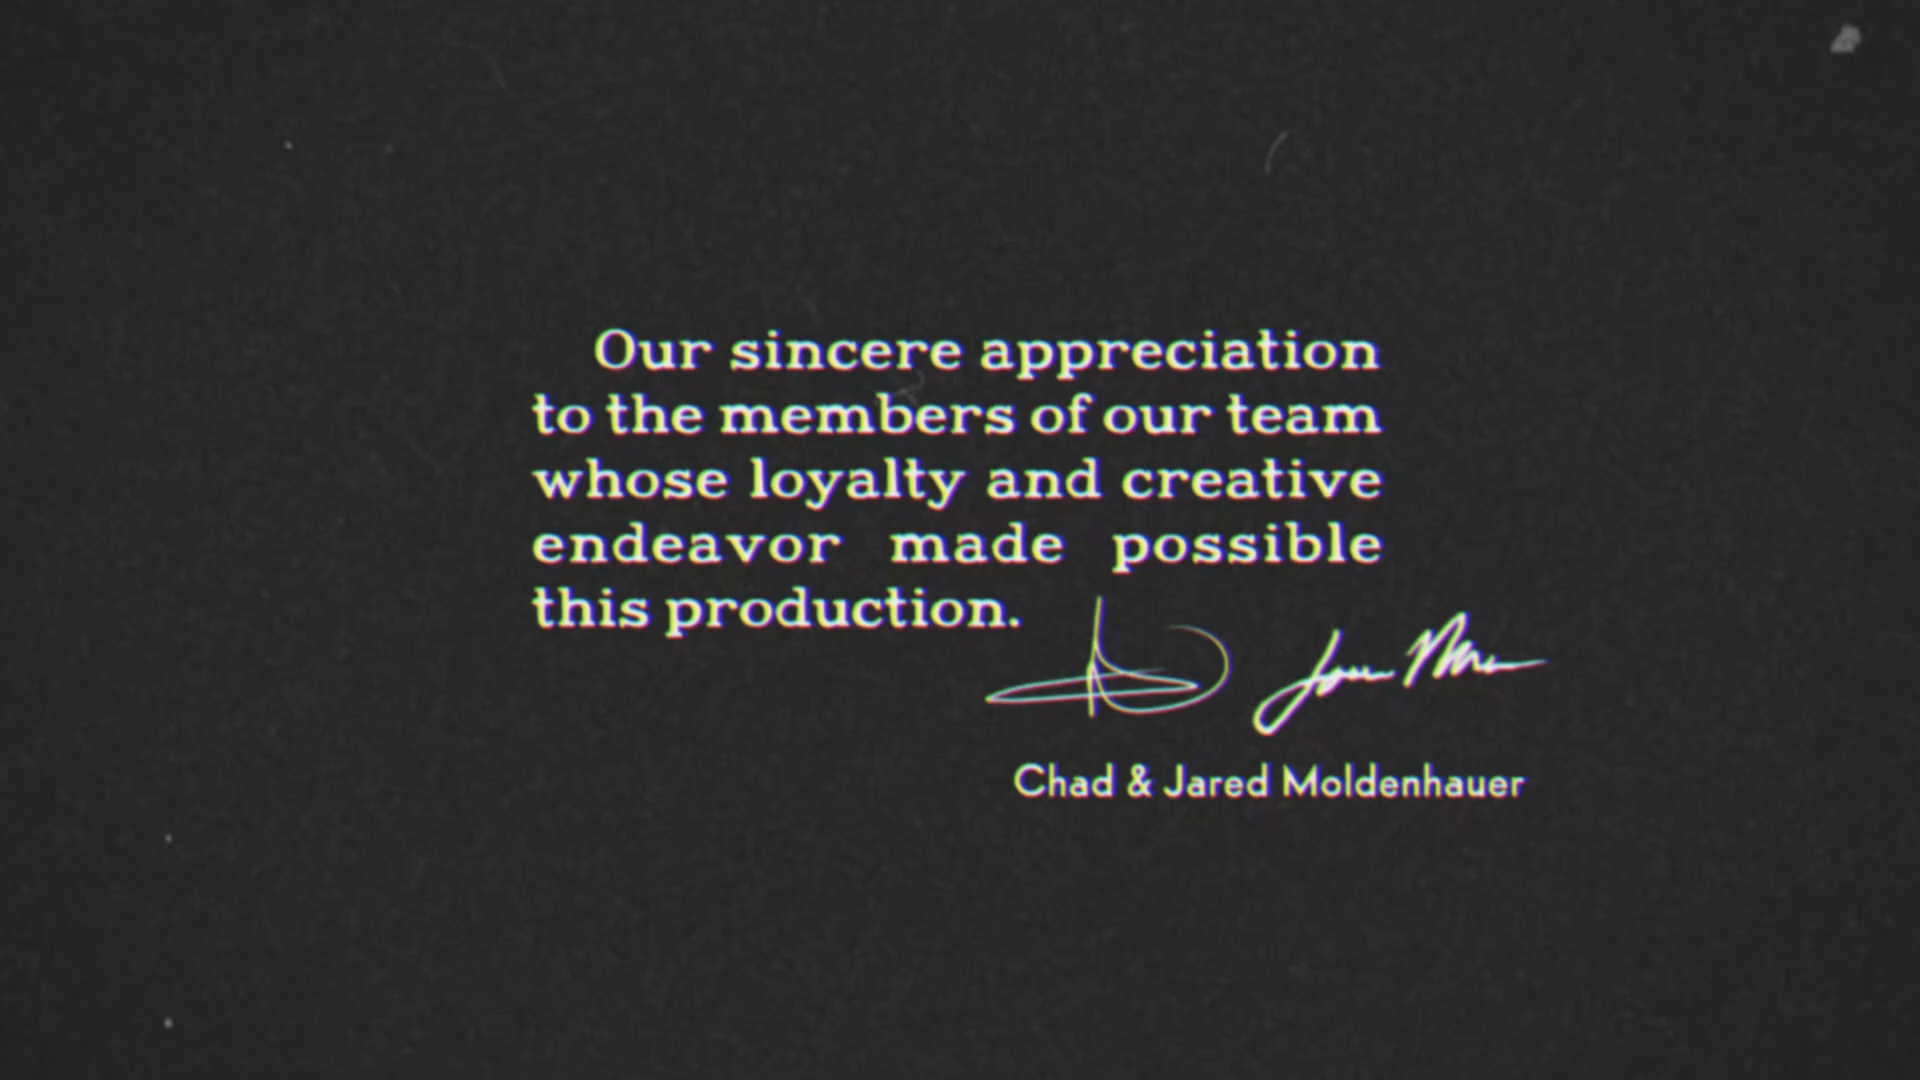 Our sincere appreciation
to the members of our team
whose loyalty and creative
endeavor made possible
this production.
Chad & Jared Moldenhauer